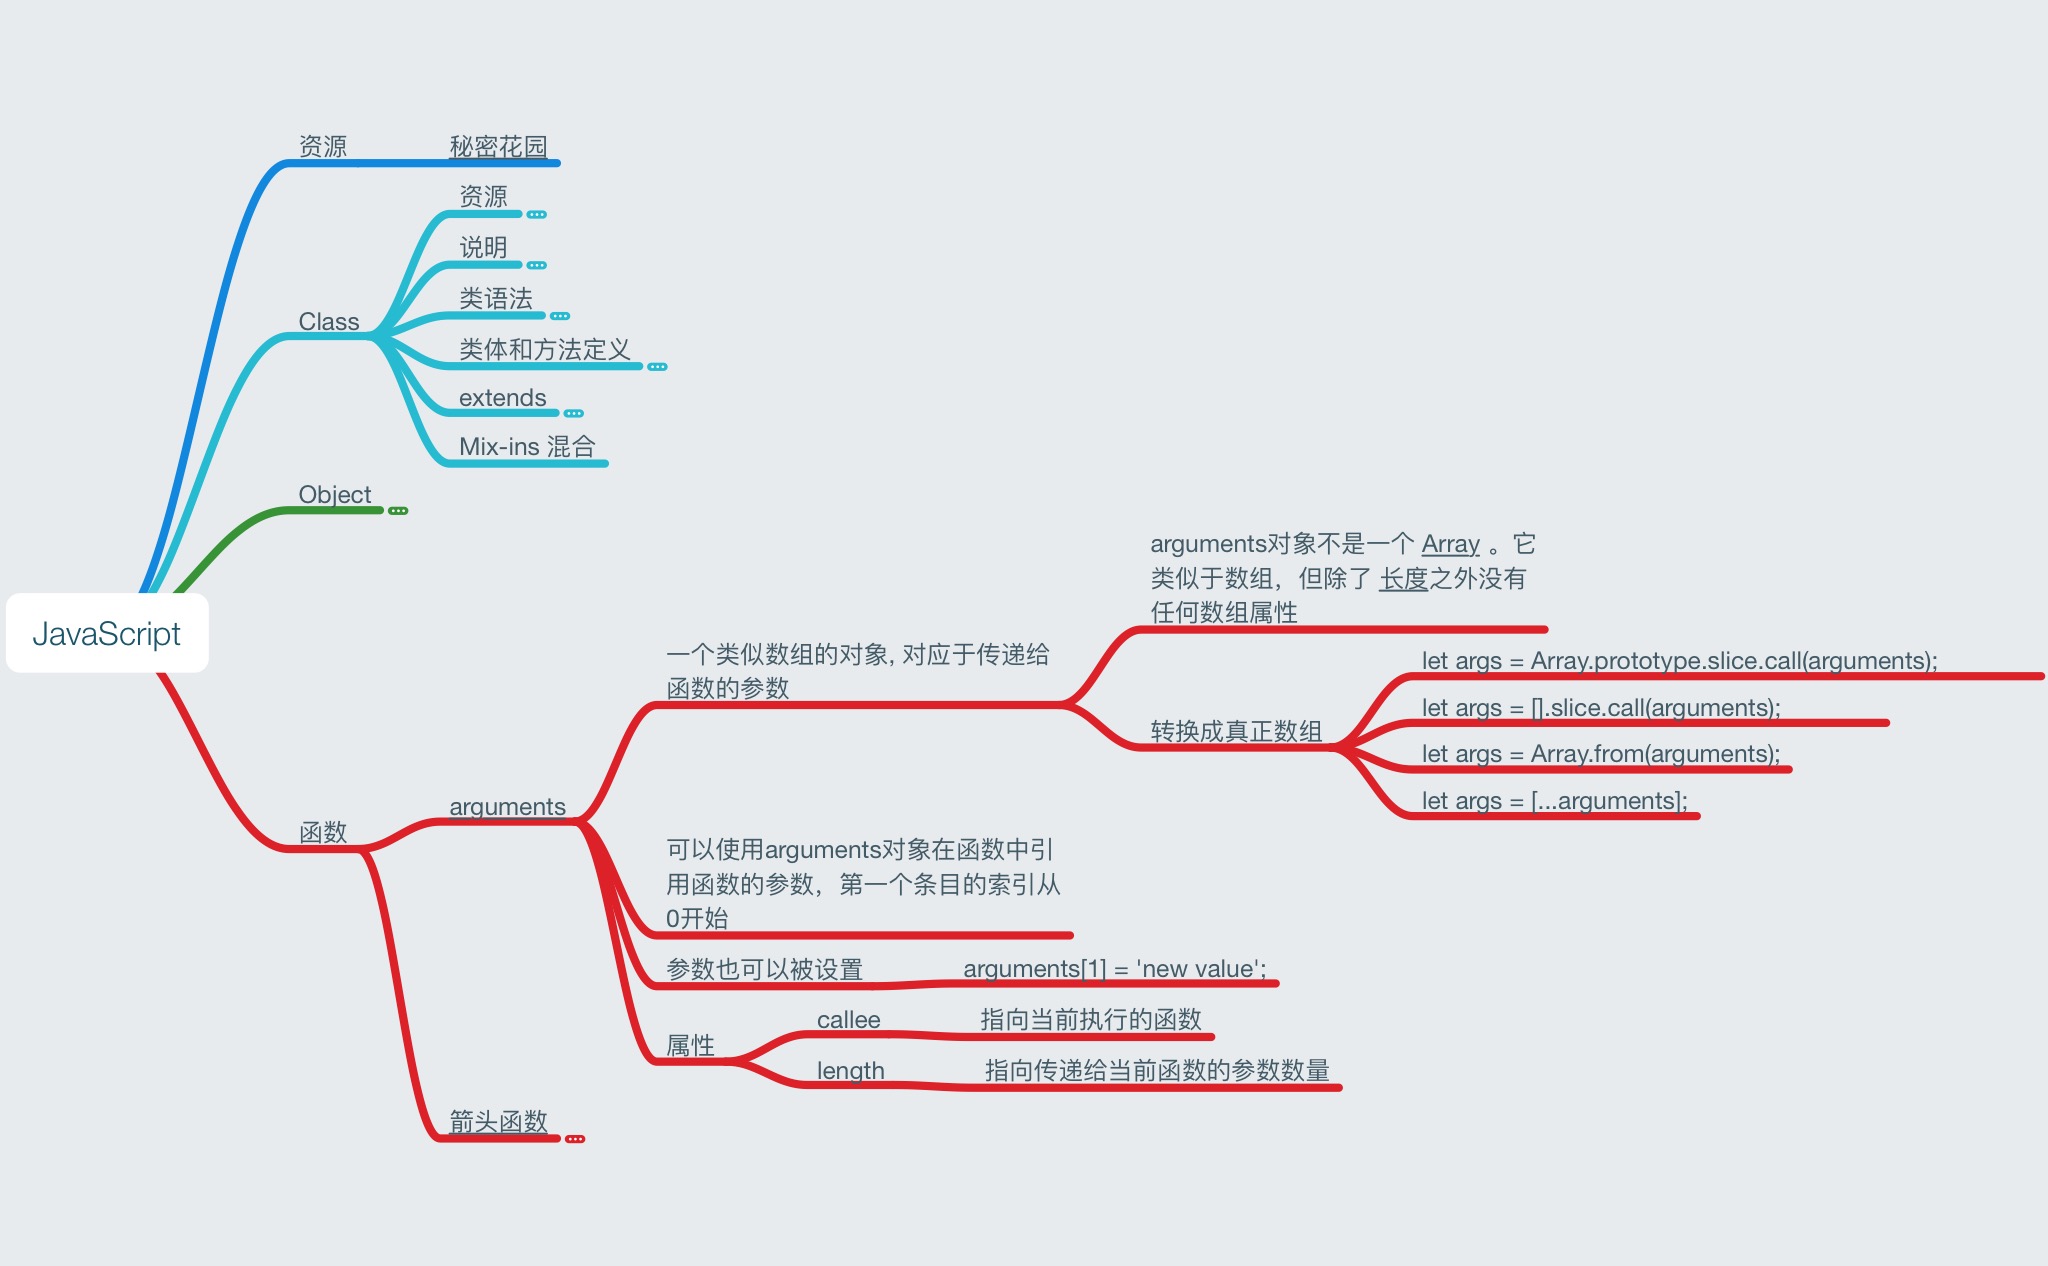 资源
秘密花园
资源
说明
类语法
Class
类体和方法定义
extends
Mix-ins 混合
Object
JavaScript
arguments对象不是一个 Array 。它
类似于数组，但除了 长度之外没有
任何数组属性
一个类似数组的对象, 对应于传递给
函数的参数
let args = Array.prototype.slice.call(arguments);
let args = [].slice.call(arguments);
转换成真正数组
let args = Array.from(arguments);
let args = [...arguments];
arguments
函数
可以使用arguments对象在函数中引
用函数的参数，第一个条目的索引从
0开始
参数也可以被设置
arguments[1] = 'new value';
callee
指向当前执行的函数
属性
length
指向传递给当前函数的参数数量
箭头函数